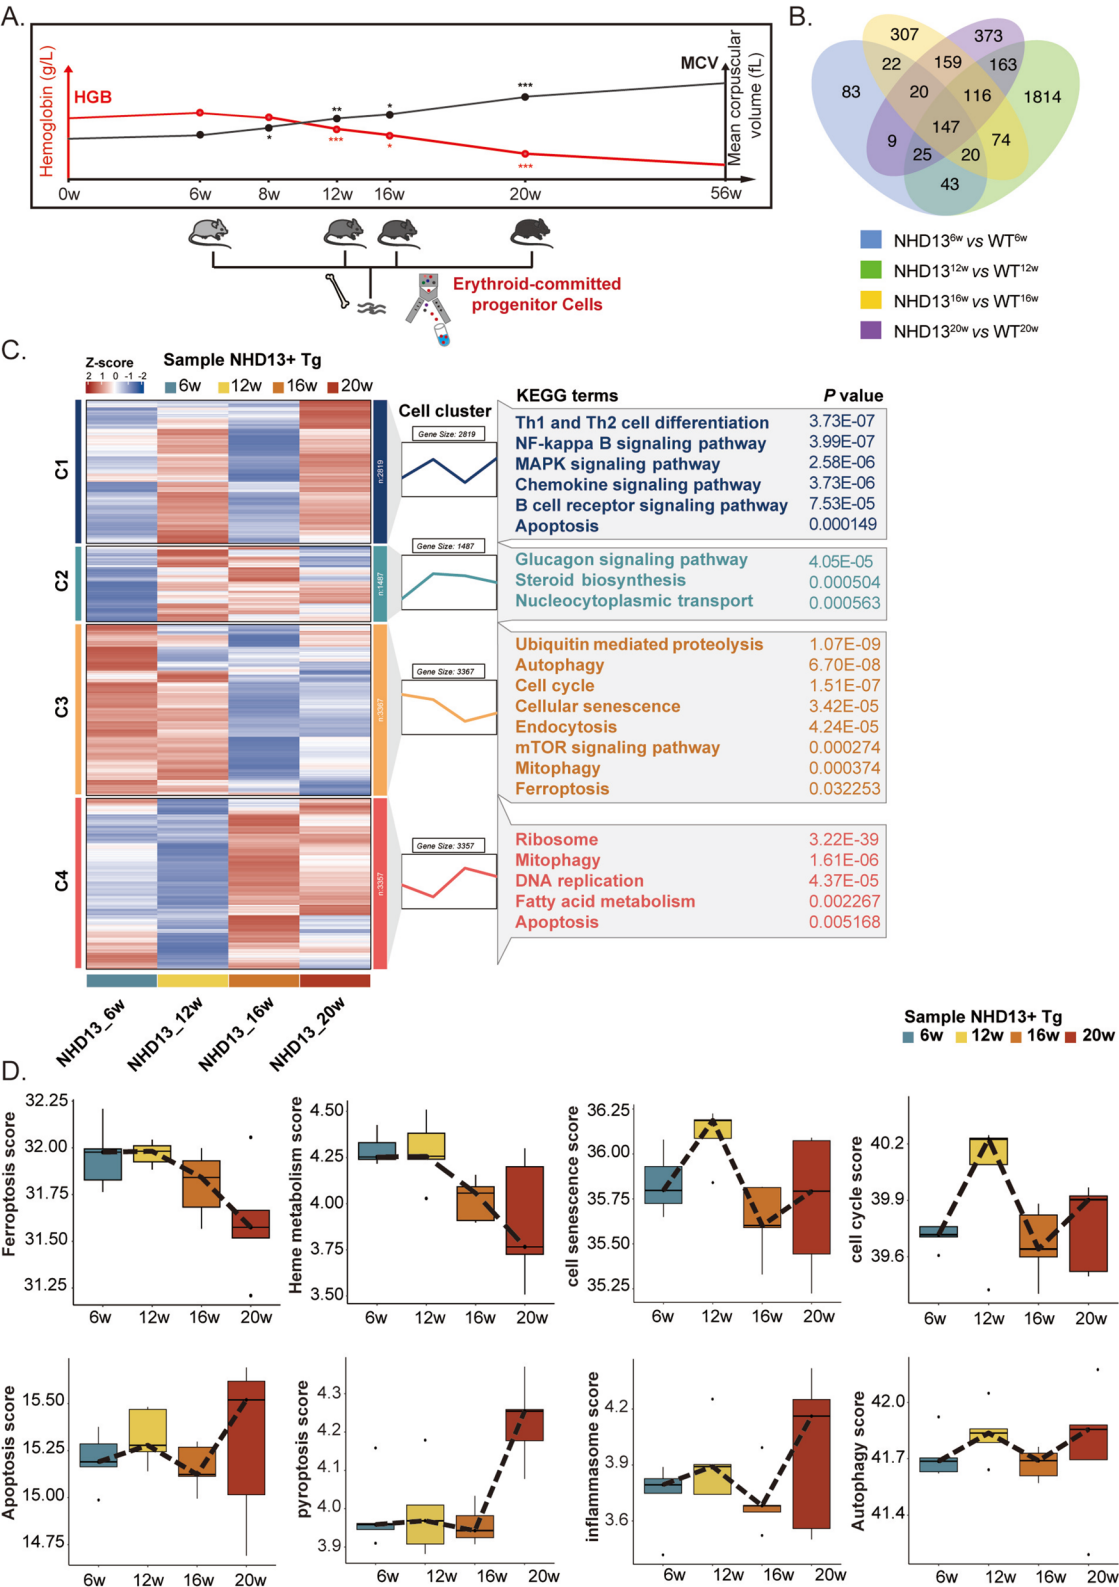 A.
Hemoglobin (g/L)
HGB
MCV
Mean corpuscular
volume (fL)
** * ***
* *** * ***
0w 6w 8w 12w 16w 20w 56w
Erythroid-committed
progenitor Cells
B.
307 373
22 159 163
83 20 116 1814
147
9 25 20 74
43
NHD13^6w vs WT^6w
NHD13^12w vs WT^12w
NHD13^16w vs WT^16w
NHD13^20w vs WT^20w
C.
Z-score
2 1 0 -1 -2
Sample NHD13+ Tg
6w 12w 16w 20w
Cell cluster
KEGG terms P value
C1
n:2819
Gene Size: 2819
Th1 and Th2 cell differentiation 3.73E-07
NF-kappa B signaling pathway 3.99E-07
MAPK signaling pathway 2.58E-06
Chemokine signaling pathway 3.73E-06
B cell receptor signaling pathway 7.53E-05
Apoptosis 0.000149
C2
n:1487
Gene Size: 1487
Glucagon signaling pathway 4.05E-05
Steroid biosynthesis 0.000504
Nucleocytoplasmic transport 0.000563
C3
n:3367
Gene Size: 3367
Ubiquitin mediated proteolysis 1.07E-09
Autophagy 6.70E-08
Cell cycle 1.51E-07
Cellular senescence 3.42E-05
Endocytosis 4.24E-05
mTOR signaling pathway 0.000274
Mitophagy 0.000374
Ferroptosis 0.032253
C4
n:3357
Gene Size: 3357
Ribosome 3.22E-39
Mitophagy 1.61E-06
DNA replication 4.37E-05
Fatty acid metabolism 0.002267
Apoptosis 0.005168
NHD13_6w NHD13_12w NHD13_16w NHD13_20w
Sample NHD13+ Tg
6w 12w 16w 20w
D.
Ferroptosis score
32.25
32.00
31.75
31.50
31.25
6w 12w 16w 20w
Heme metabolism score
4.50
4.25
4.00
3.75
3.50
6w 12w 16w 20w
cell senescence score
36.25
36.00
35.75
35.50
35.25
6w 12w 16w 20w
cell cycle score
40.2
39.9
39.6
6w 12w 16w 20w
Apoptosis score
15.50
15.25
15.00
14.75
6w 12w 16w 20w
pyroptosis score
4.3
4.2
4.1
4.0
3.9
6w 12w 16w 20w
inflammasome score
4.2
3.9
3.6
6w 12w 16w 20w
Autophagy score
42.0
41.7
41.4
6w 12w 16w 20w